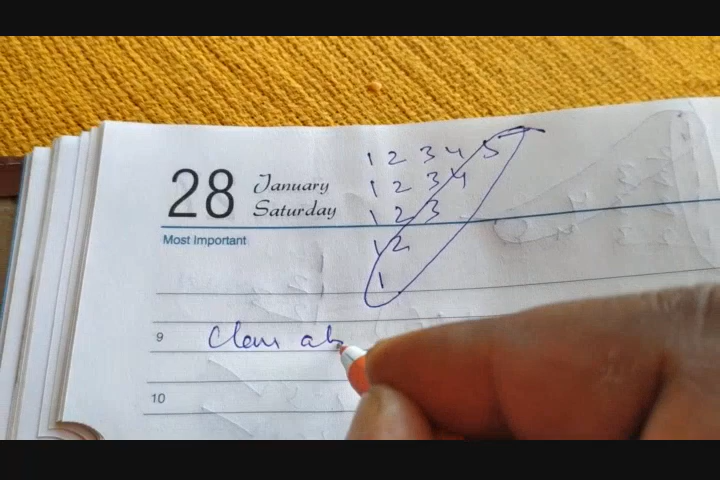 28 January
Saturday
1 2 3 4 5
1 2 3 4
1 2 3
1 2
1
Most Important
9
10